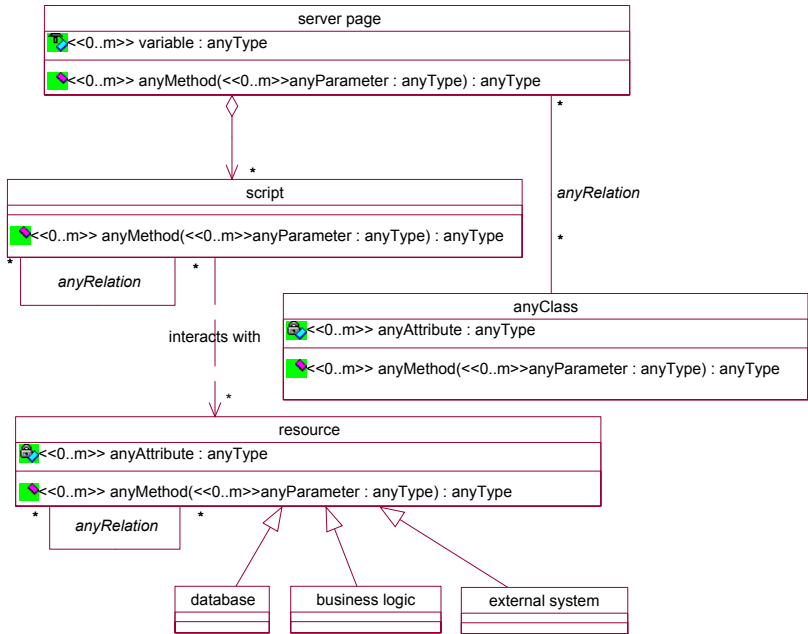 server page
<<0..m>> variable : anyType
<<0..m>> anyMethod(<<0..m>>anyParameter : anyType) : anyType
*
*
script
anyRelation
<<0..m>> anyMethod(<<0..m>>anyParameter : anyType) : anyType
*
*
*
anyRelation
anyClass
<<0..m>> anyAttribute : anyType
interacts with
<<0..m>> anyMethod(<<0..m>>anyParameter : anyType) : anyType
*
resource
<<0..m>> anyAttribute : anyType
<<0..m>> anyMethod(<<0..m>>anyParameter : anyType) : anyType
*
*
anyRelation
database
business logic
external system